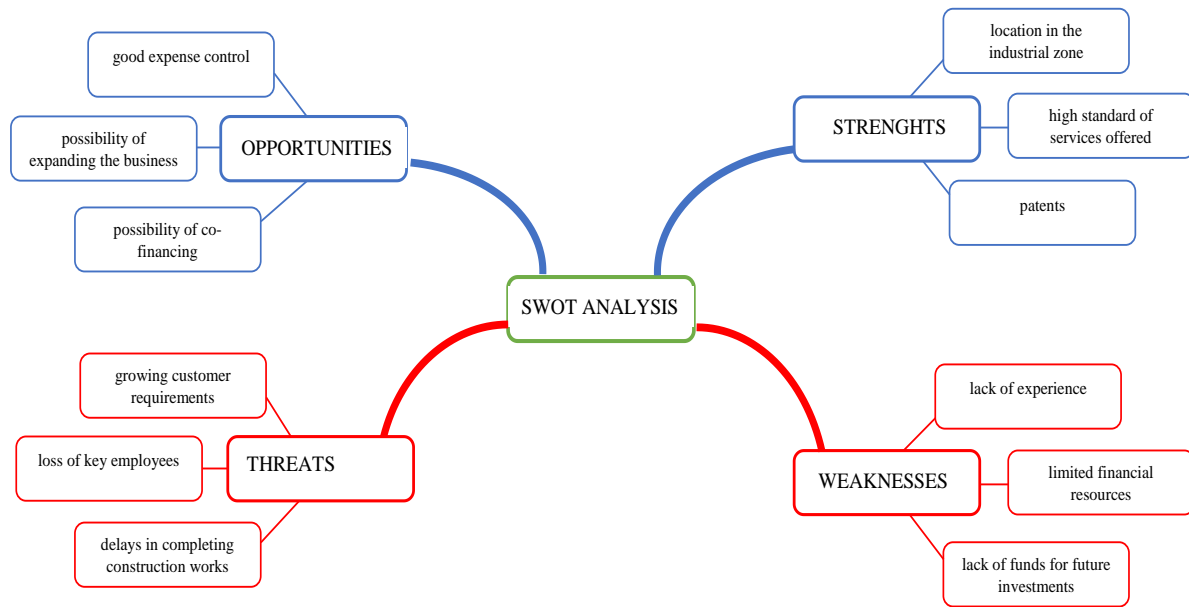 good expense control
OPPORTUNITIES
possibility of
expanding the business
possibility of co-
financing
location in the
industrial zone
STRENGHTS
high standard of
services offered
patents
SWOT ANALYSIS
growing customer
requirements
THREATS
loss of key employees
delays in completing
construction works
lack of experience
WEAKNESSES
limited financial
resources
lack of funds for future
investments